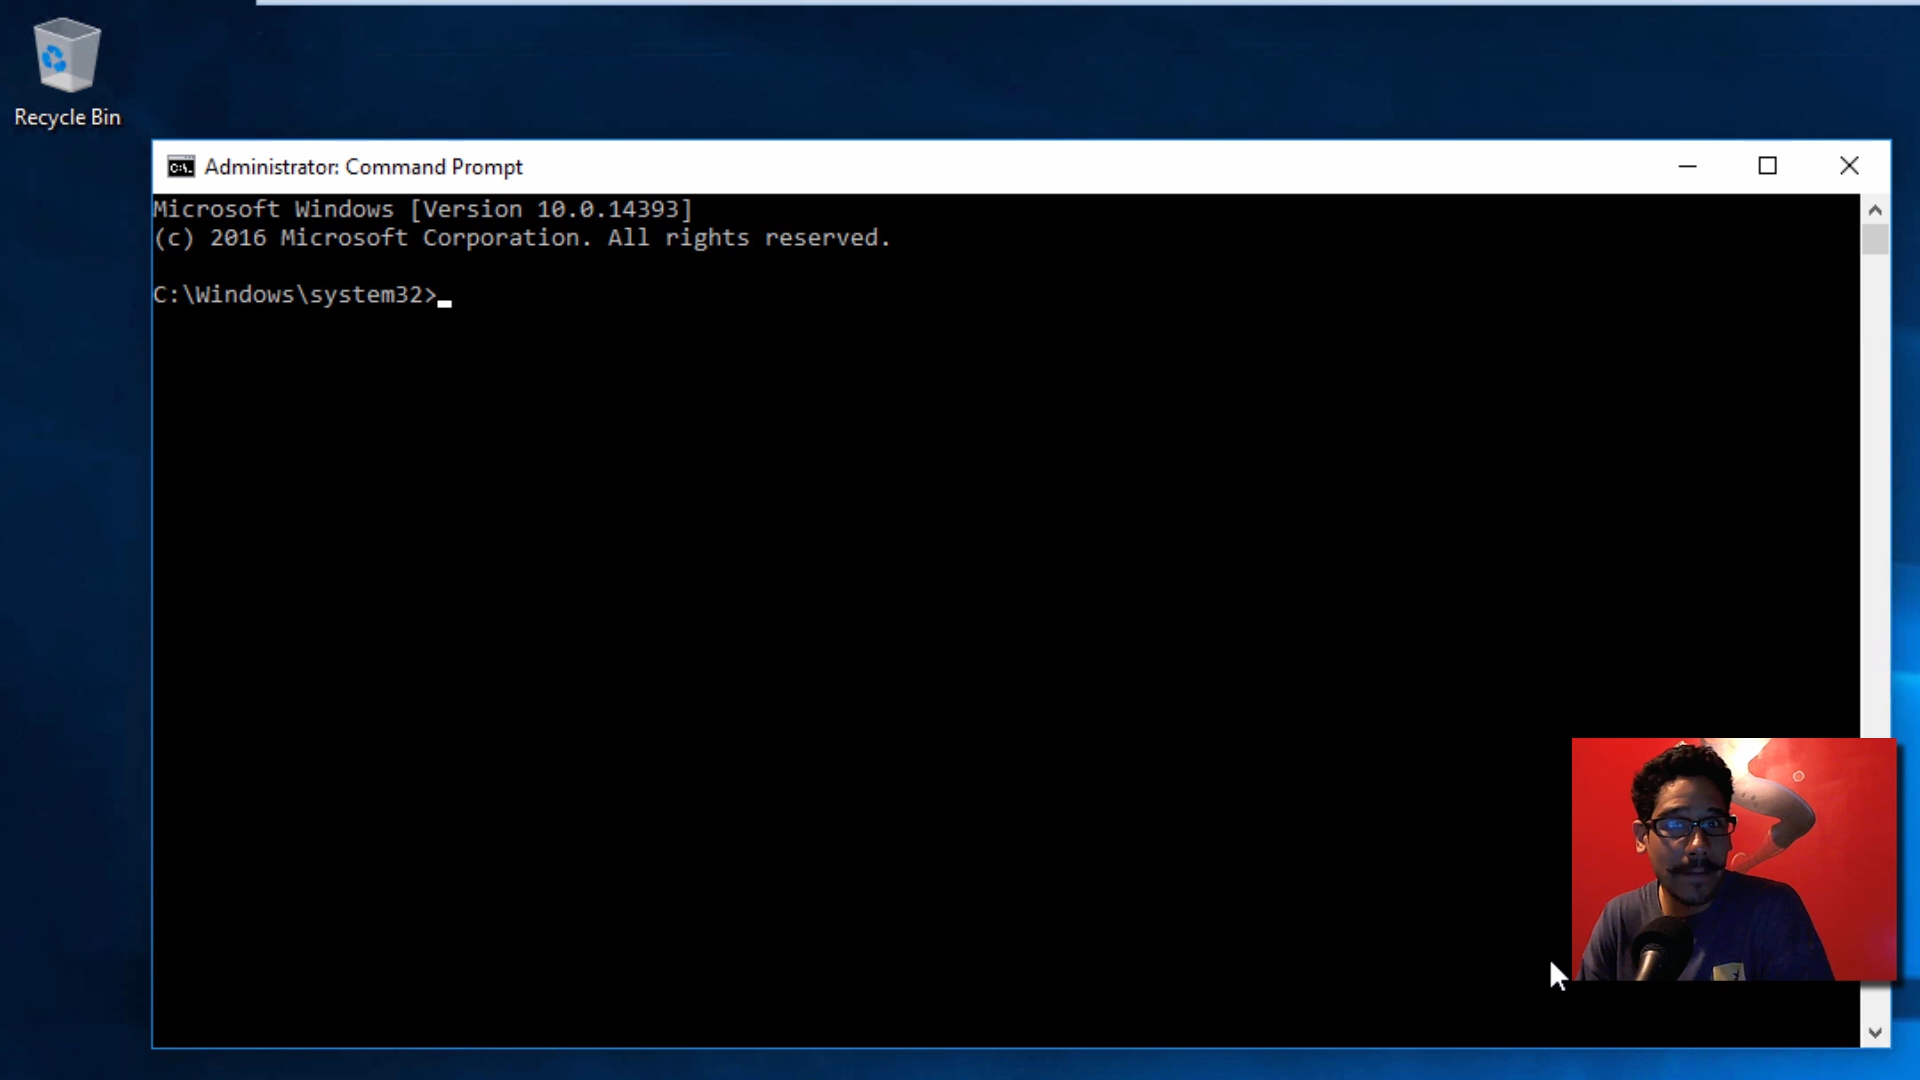 Recycle Bin
Administrator: Command Prompt
Microsoft Windows [Version 10.0.14393]
(c) 2016 Microsoft Corporation. All rights reserved.
C:\Windows\system32>